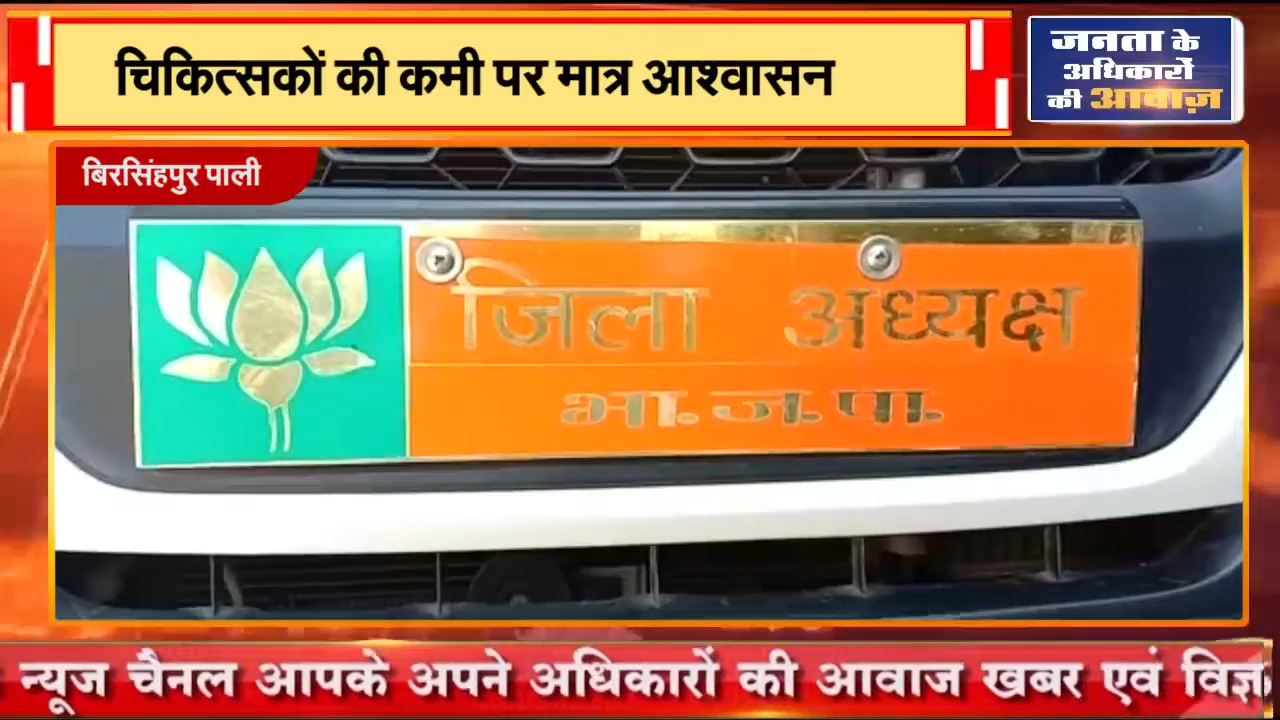 चिकित्सकों की कमी पर मात्र आश्वासन
जनता के
अधिकारों
की आवाज़
बिरसिंहपुर पाली
जिला अध्यक्ष
भा.ज.पा.
न्यूज चैनल आपके अपने अधिकारों की आवाज खबर एवं